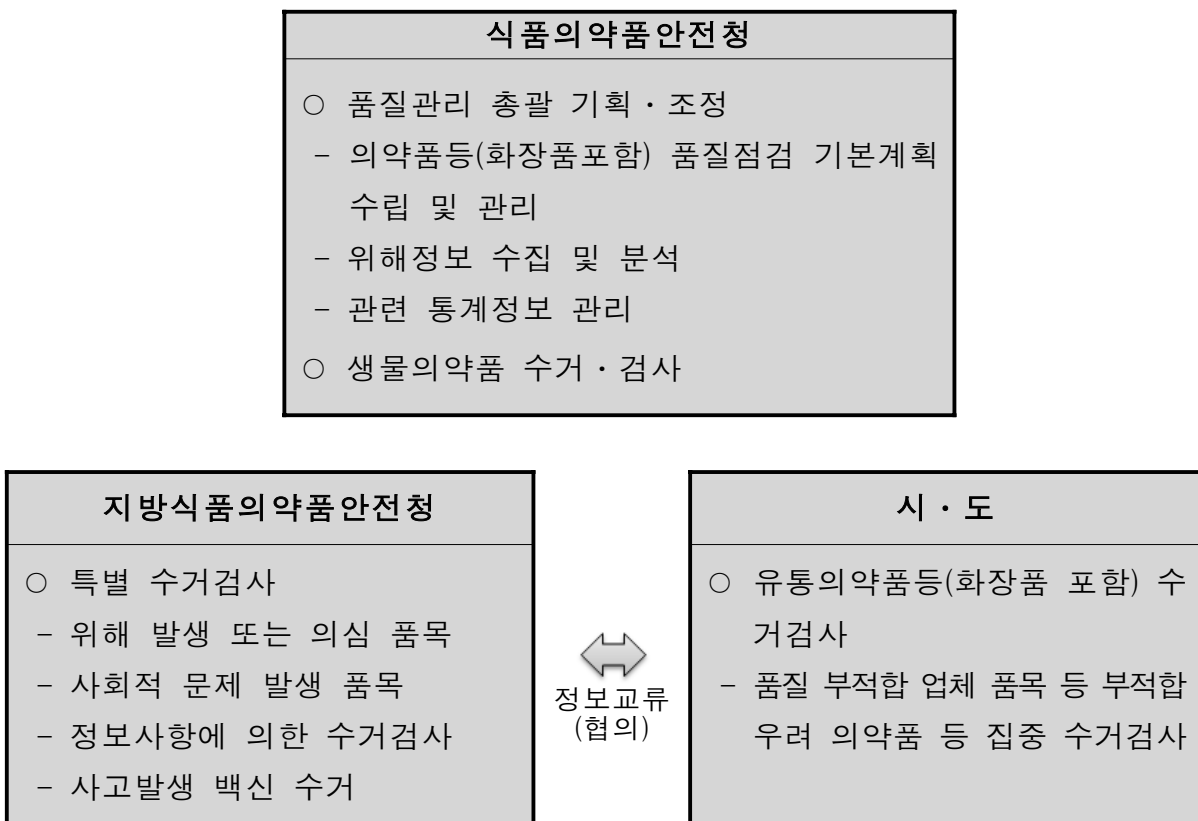 식품의약품안전청
○ 품질관리 총괄 기획·조정
- 의약품등(화장품포함) 품질점검 기본계획
수립 및 관리
- 위해정보 수집 및 분석
- 관련 통계정보 관리
○ 생물의약품 수거·검사
지방식품의약품안전청
○ 특별 수거검사
- 위해 발생 또는 의심 품목
- 사회적 문제 발생 품목
- 정보사항에 의한 수거검사
- 사고발생 백신 수거
정보교류
(협의)
시·도
○ 유통의약품등(화장품 포함) 수
거검사
- 품질 부적합 업체 품목 등 부적합
우려 의약품 등 집중 수거검사